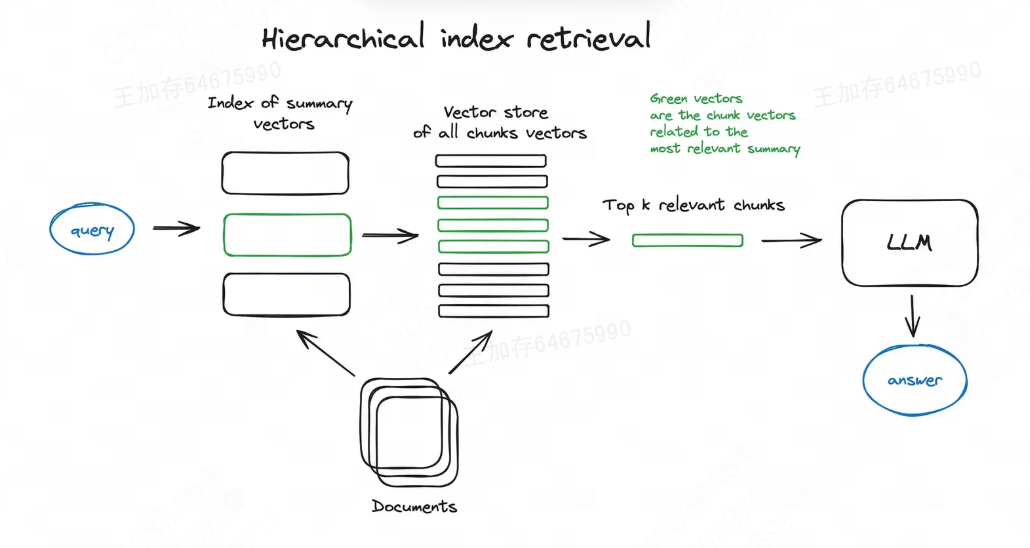 Hierarchical index retrieval
Index of summary
vectors
Vector store
of all chunks vectors
Green vectors
are the chunk vectors
related to the
most relevant summary
query
Top k relevant chunks
LLM
answer
Documents
王加存64675990
王加存64675990
王加存64675990